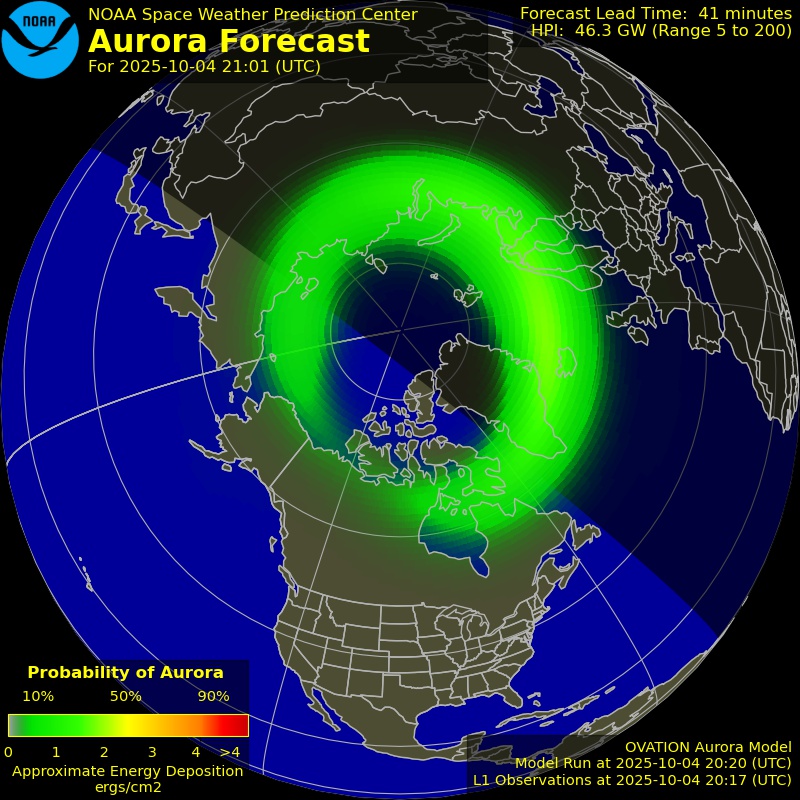 NOAA
NOAA Space Weather Prediction Center
Aurora Forecast
For 2025-10-04 21:01 (UTC)
Forecast Lead Time: 41 minutes
HPI: 46.3 GW (Range 5 to 200)
Probability of Aurora
10% 50% 90%
0 1 2 3 4 >4
Approximate Energy Deposition
ergs/cm2
OVATION Aurora Model
Model Run at 2025-10-04 20:20 (UTC)
L1 Observations at 2025-10-04 20:17 (UTC)